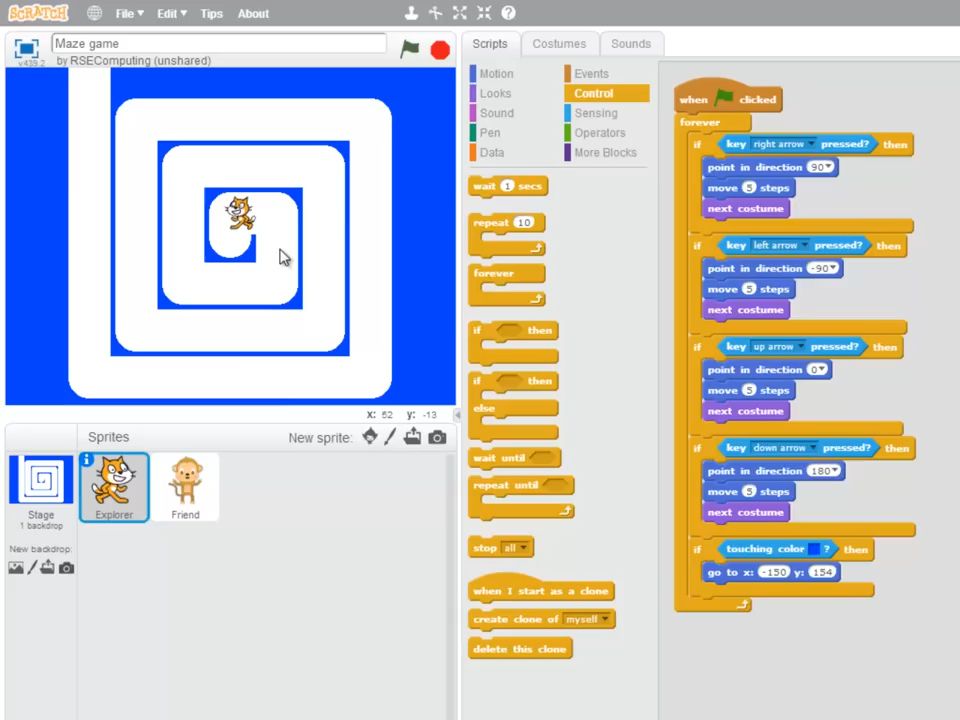 SCRATCH File Edit Tips About
Maze game
v439.2 by RSEComputing (unshared)
x: 52 y: -13
Sprites New sprite:
Stage
1 backdrop
New backdrop:
Explorer
Friend
Scripts Costumes Sounds
Motion Events
Looks Control
Sound Sensing
Pen Operators
Data More Blocks
wait 1 secs
repeat 10
forever
if then
if then
else
wait until
repeat until
stop all
when I start as a clone
create clone of myself
delete this clone
when clicked
forever
if key right arrow pressed? then
point in direction 90
move 5 steps
next costume
if key left arrow pressed? then
point in direction -90
move 5 steps
next costume
if key up arrow pressed? then
point in direction 0
move 5 steps
next costume
if key down arrow pressed? then
point in direction 180
move 5 steps
next costume
if touching color ? then
go to x: -150 y: 154